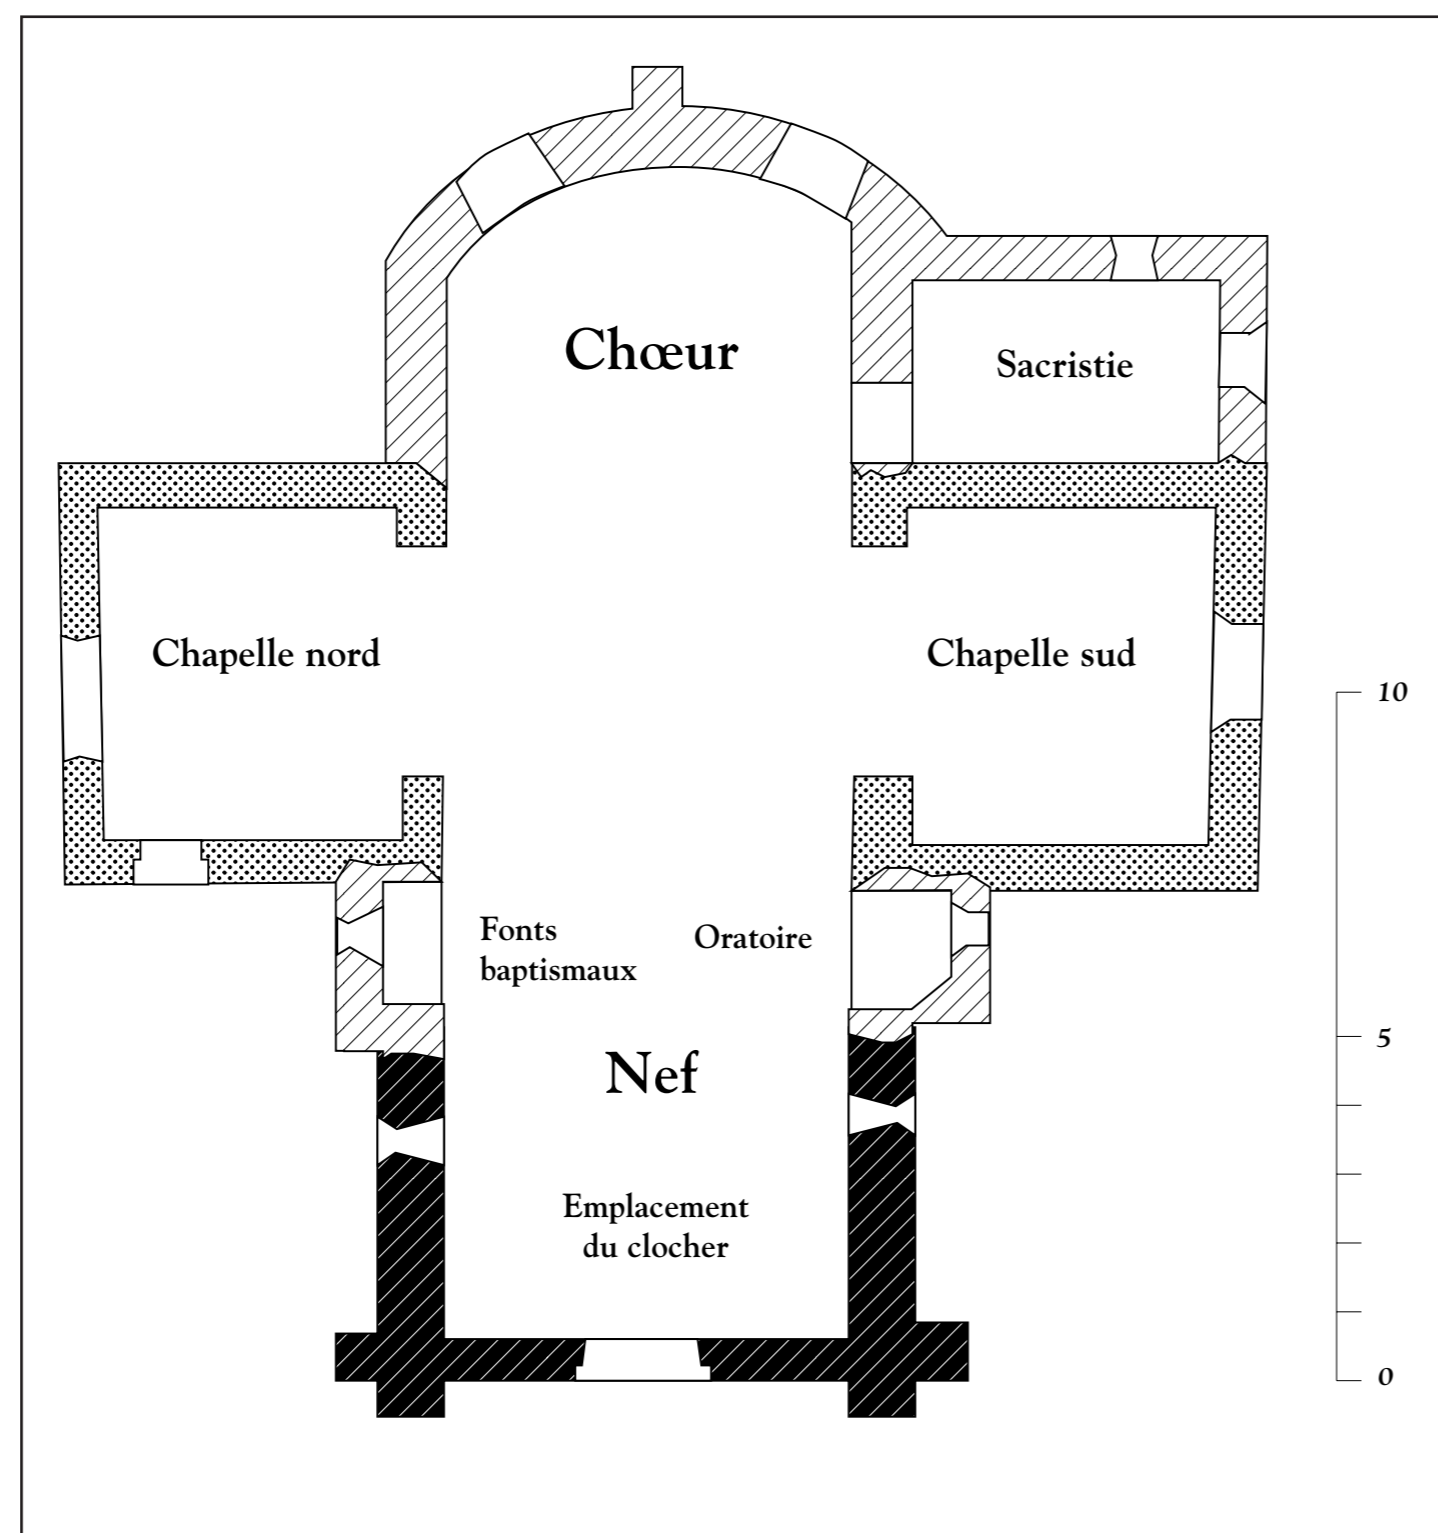 Chœur
Sacristie
Chapelle nord
Chapelle sud
10
Fonts
baptismaux
Oratoire
5
Nef
Emplacement
du clocher
0